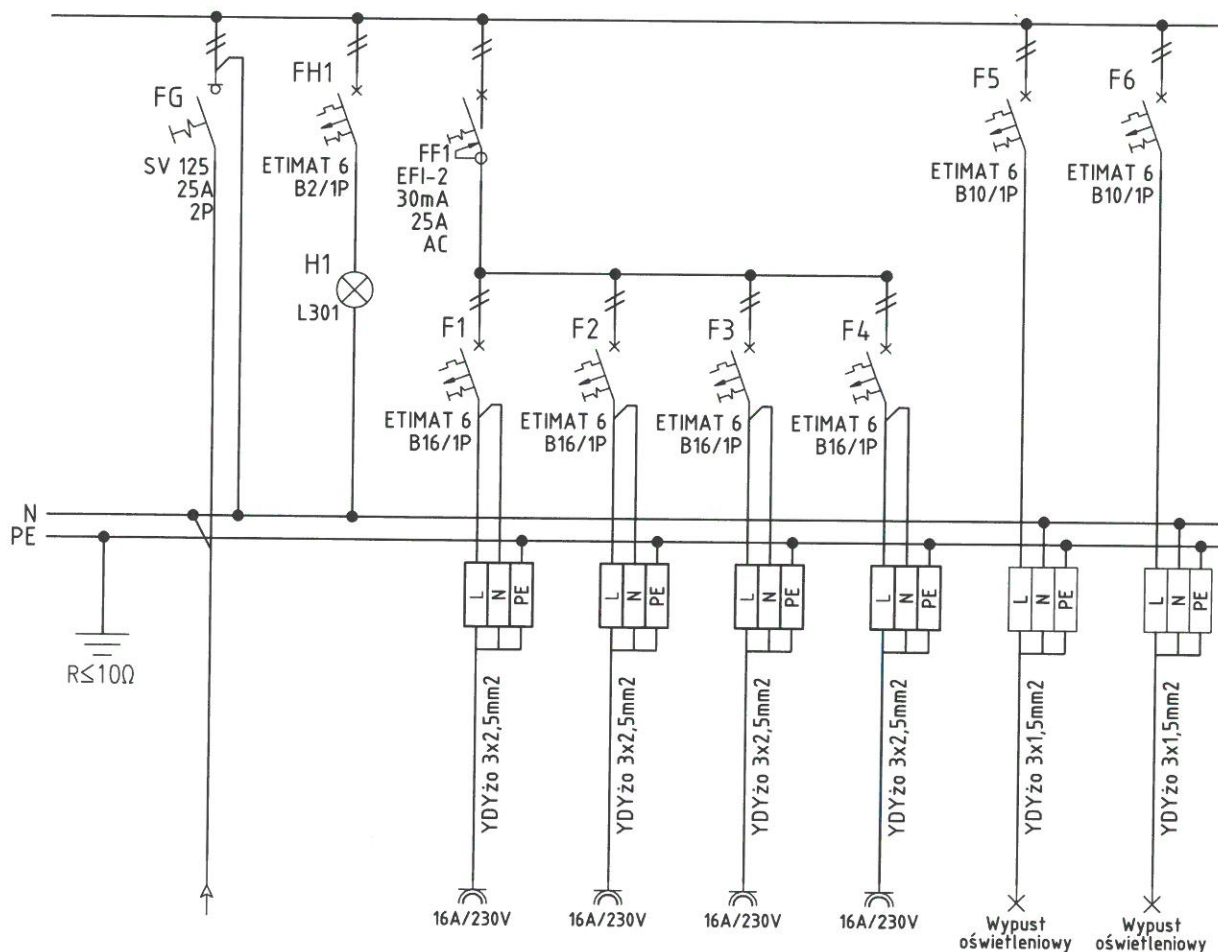 FG
SV 125
25A
2P
FH1
ETIMAT 6
B2/1P
H1
L301
FF1
EFI-2
30mA
25A
AC
F5
ETIMAT 6
B10/1P
F6
ETIMAT 6
B10/1P
F1
ETIMAT 6
B16/1P
F2
ETIMAT 6
B16/1P
F3
ETIMAT 6
B16/1P
F4
ETIMAT 6
B16/1P
N
PE
R≤10Ω
L N PE
L N PE
L N PE
L N PE
L N PE
L N PE
YDYżo 3x2,5mm2
YDYżo 3x2,5mm2
YDYżo 3x2,5mm2
YDYżo 3x2,5mm2
YDYżo 3x1,5mm2
YDYżo 3x1,5mm2
16A/230V
16A/230V
16A/230V
16A/230V
Wypust
oświetleniowy
Wypust
oświetleniowy